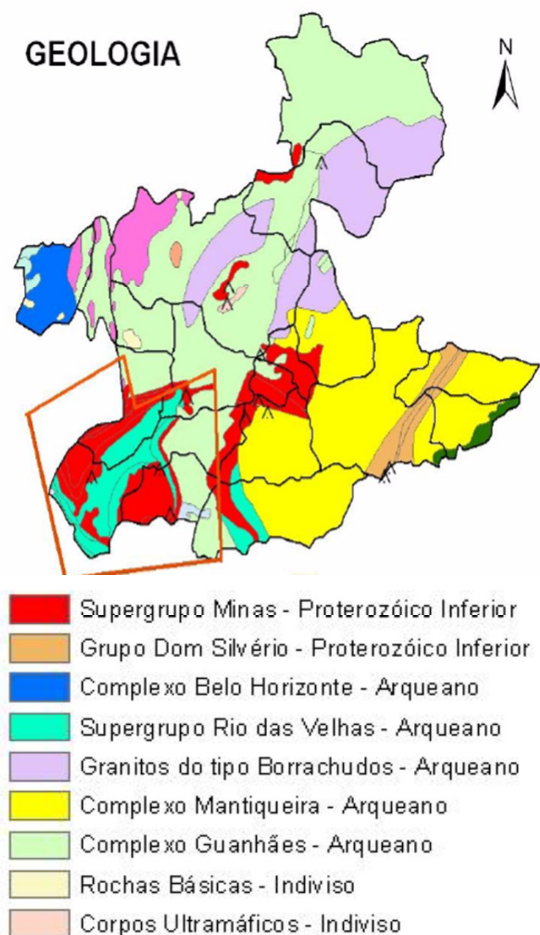 GEOLOGIA
N
Supergrupo Minas - Proterozóico Inferior
Grupo Dom Silvério - Proterozóico Inferior
Complexo Belo Horizonte - Arqueano
Supergrupo Rio das Velhas - Arqueano
Granitos do tipo Borrachudos - Arqueano
Complexo Mantiqueira - Arqueano
Complexo Guanhães - Arqueano
Rochas Básicas - Indiviso
Corpos Ultramáficos - Indiviso